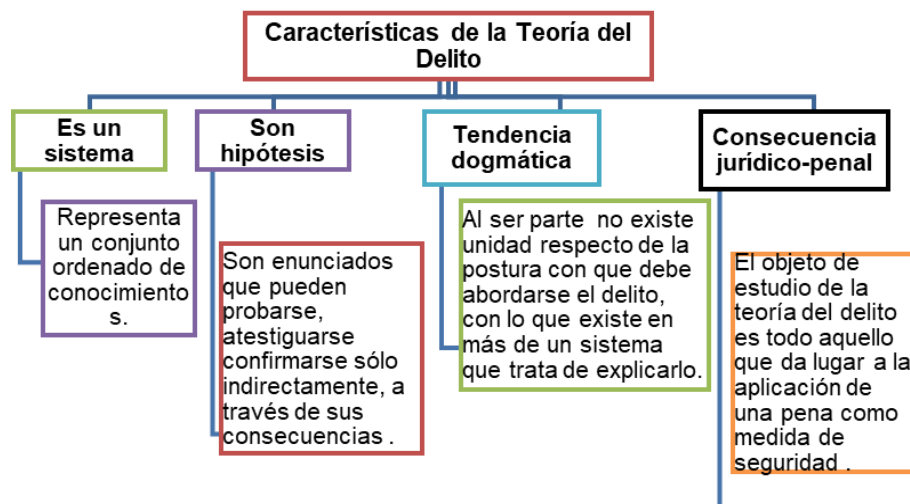 Características de la Teoría del
Delito
Es un
sistema
Son
hipótesis
Tendencia
dogmática
Consecuencia
jurídico-penal
Representa
un conjunto
ordenado de
conocimiento
s.
Son enunciados
que pueden
probarse,
atestiguarse
confirmarse sólo
indirectamente, a
través de sus
consecuencias .
Al ser parte no existe
unidad respecto de la
postura con que debe
abordarse el delito,
con lo que existe en
más de un sistema
que trata de explicarlo.
El objeto de
estudio de la
teoría del delito
es todo aquello
que da lugar a la
aplicación de
una pena como
medida de
seguridad .